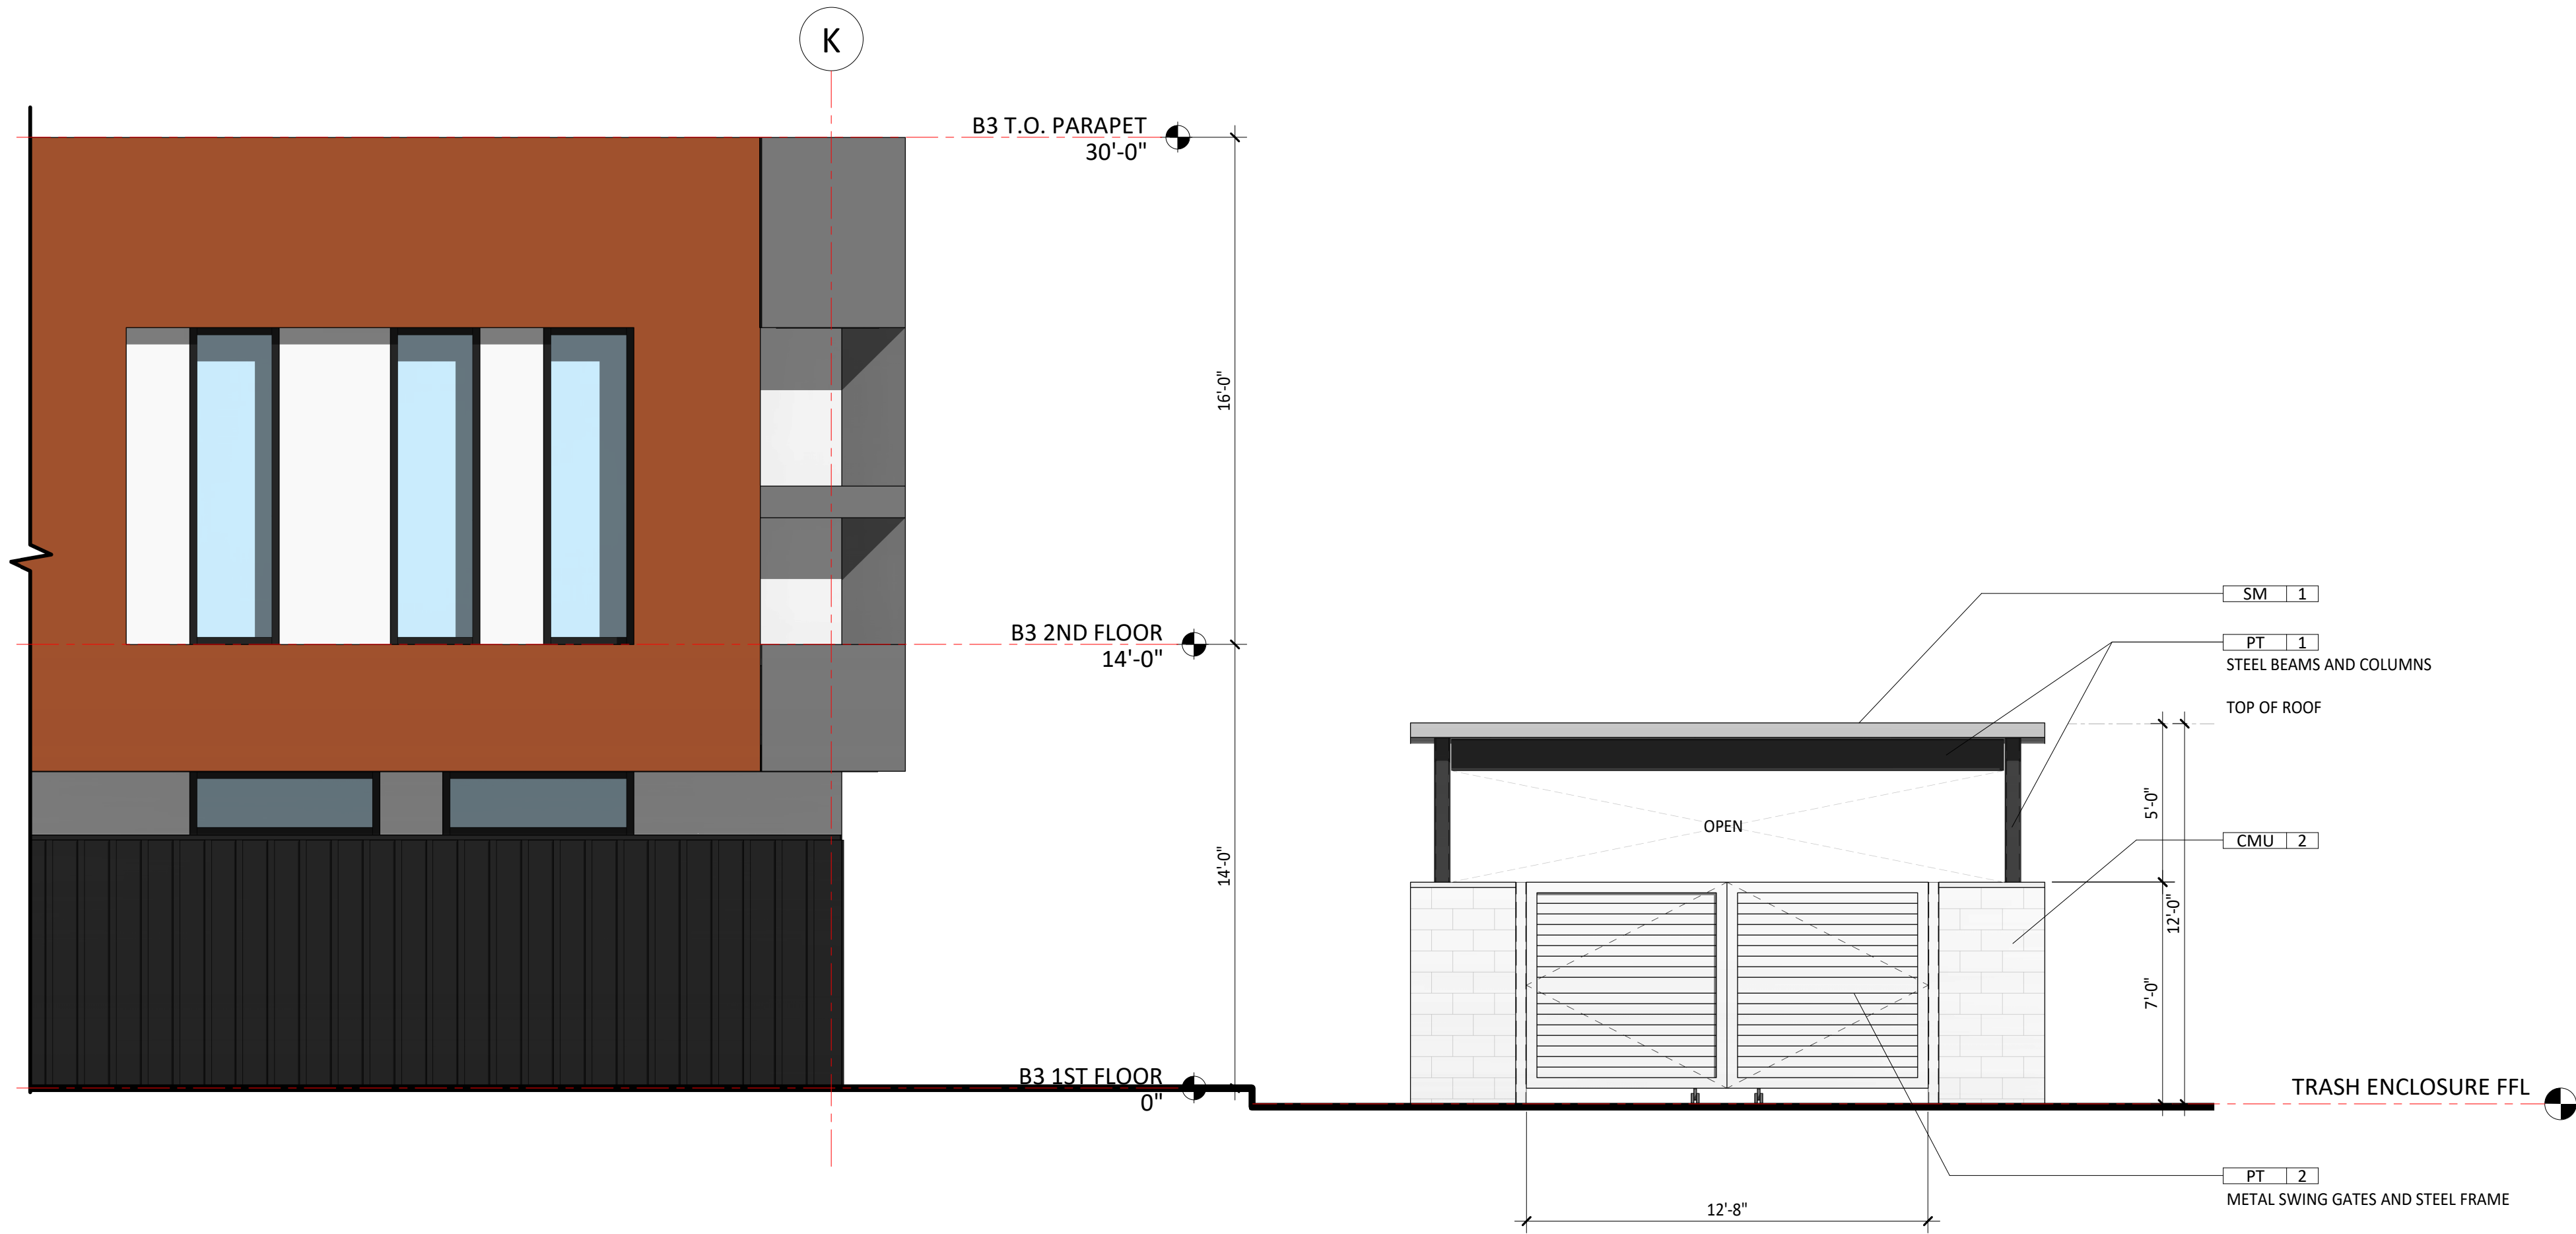 K
B3 T.O. PARAPET
30'-0"
16'-0"
B3 2ND FLOOR
14'-0"
14'-0"
B3 1ST FLOOR
0"
SM 1
PT 1
STEEL BEAMS AND COLUMNS
TOP OF ROOF
5'-0"
OPEN
CMU 2
12'-0"
7'-0"
TRASH ENCLOSURE FFL
PT 2
METAL SWING GATES AND STEEL FRAME
12'-8"